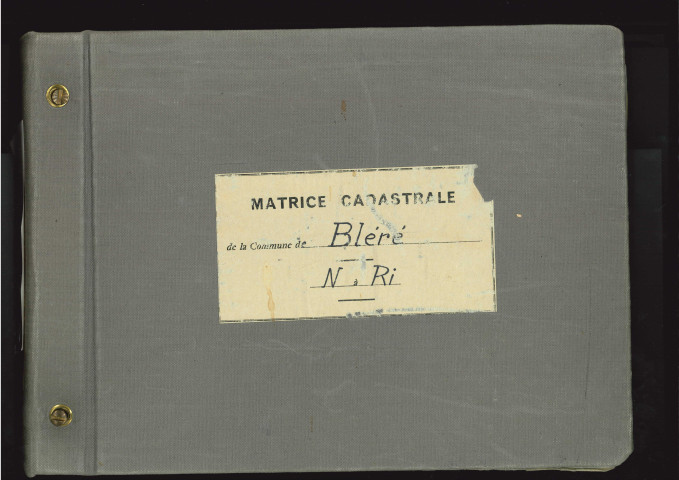 MATRICE CADASTRALE
de la Commune de Bléré
N à Ri